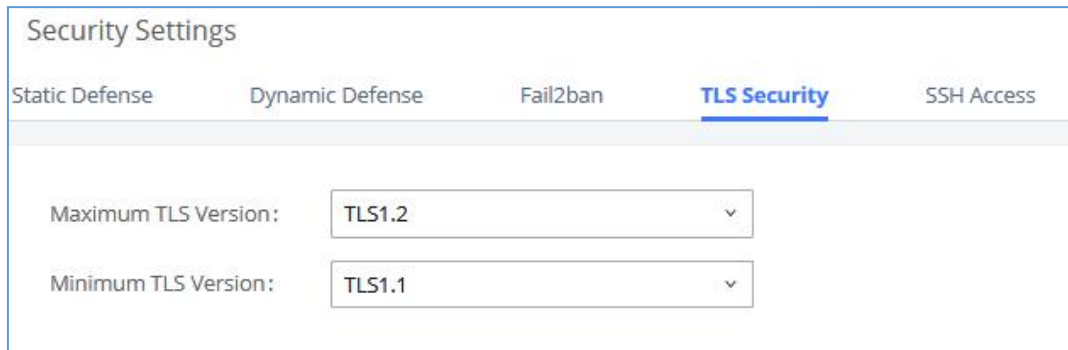 Security Settings
Static Defense Dynamic Defense Fail2ban TLS Security SSH Access
Maximum TLS Version: TLS1.2
Minimum TLS Version: TLS1.1